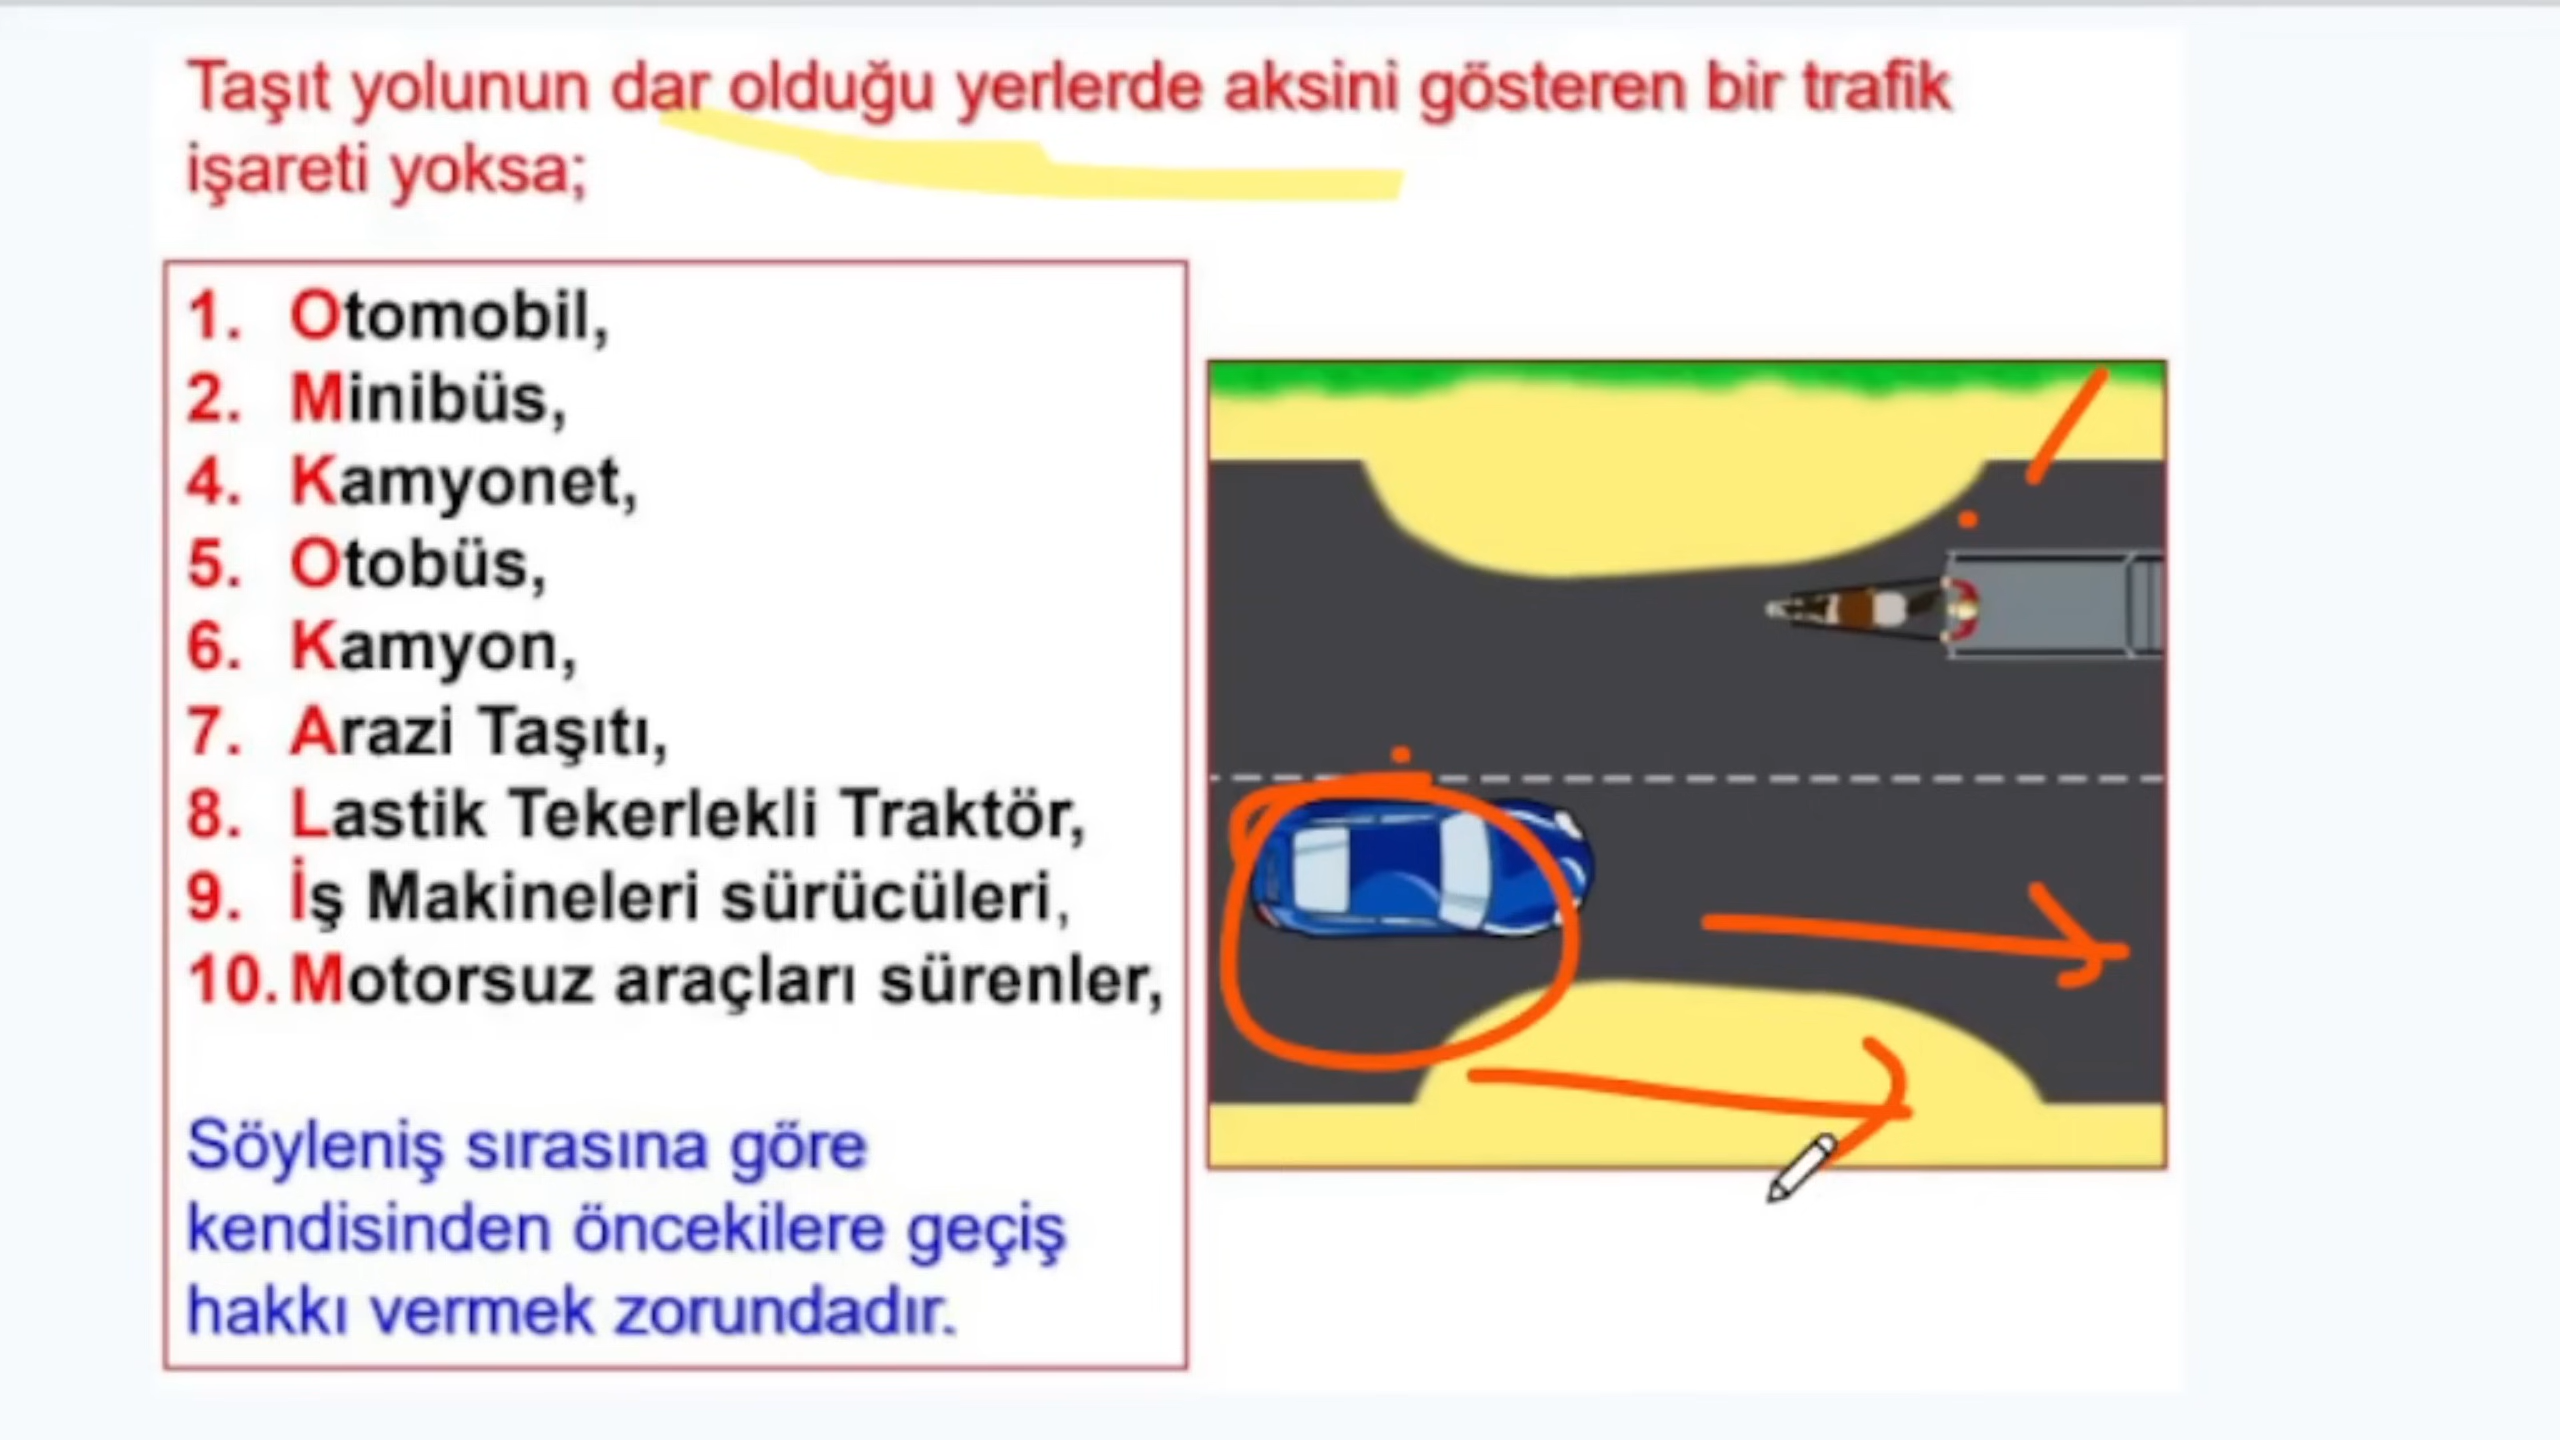 Taşıt yolunun dar olduğu yerlerde aksini gösteren bir trafik
işareti yoksa;
1. Otomobil,
2. Minibüs,
4. Kamyonet,
5. Otobüs,
6. Kamyon,
7. Arazi Taşıtı,
8. Lastik Tekerlekli Traktör,
9. İş Makineleri sürücüleri,
10. Motorsuz araçları sürenler,
Söyleniş sırasına göre
kendisinden öncekilere geçiş
hakkı vermek zorundadır.